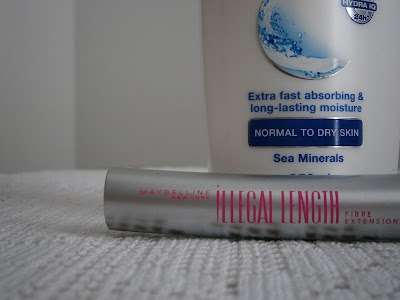 HYDRA IQ
24h+
Extra fast absorbing &
long-lasting moisture
NORMAL TO DRY SKIN
Sea Minerals
MAYBELLINE
NEW YORK
iLLEGAL LENGTH
FIBRE
EXTENSION